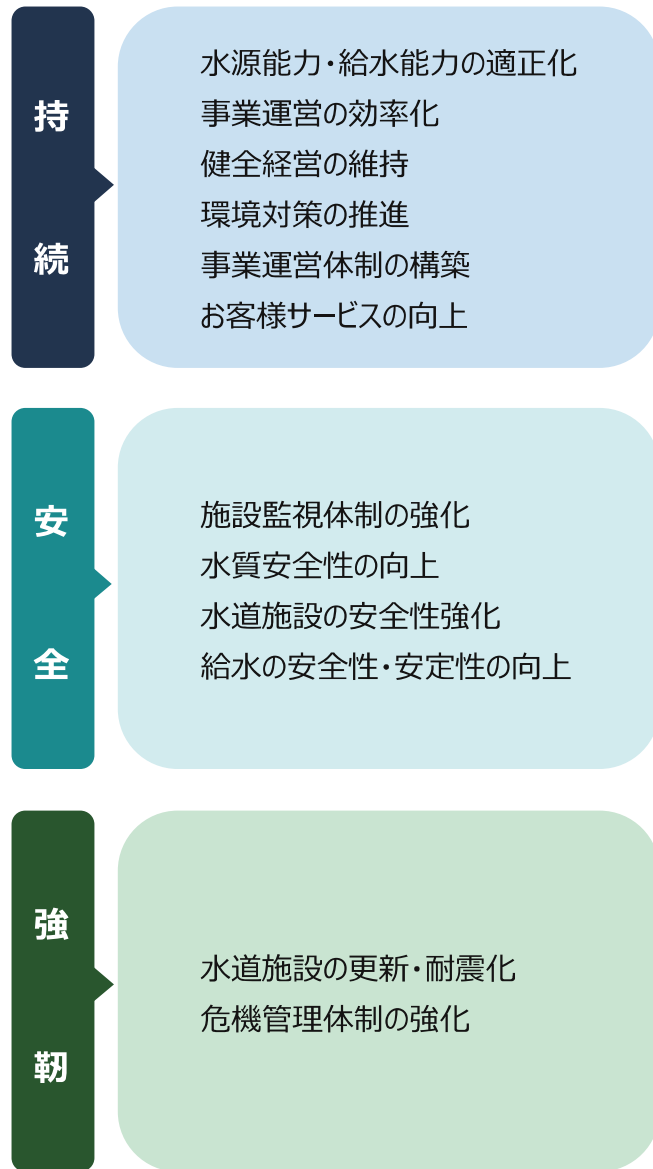 持続
水源能力・給水能力の適正化
事業運営の効率化
健全経営の維持
環境対策の推進
事業運営体制の構築
お客様サービスの向上
安全
施設監視体制の強化
水質安全性の向上
水道施設の安全性強化
給水の安全性・安定性の向上
強靭
水道施設の更新・耐震化
危機管理体制の強化